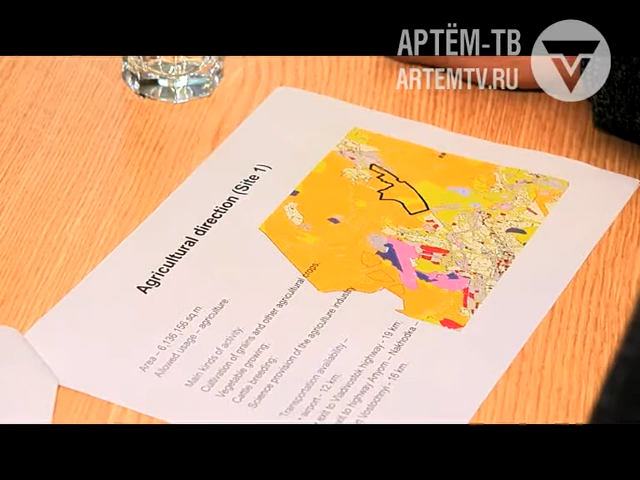 АРТЁМ-ТВ
ARTEMTV.RU
Agricultural direction (Site 1)
Area – 6,136,156 sq.m
Allowed usage – agriculture
Main kinds of activity:
Cultivation of grains and other agricultural crops;
Vegetable growing;
Cattle breeding;
Science provision of the agriculture industry
Transportation availability –
airport - 12 km,
exit to Vladivostok highway - 19 km
to highway Artyom – Nakhodka –
Vostochnyi - 16 km.